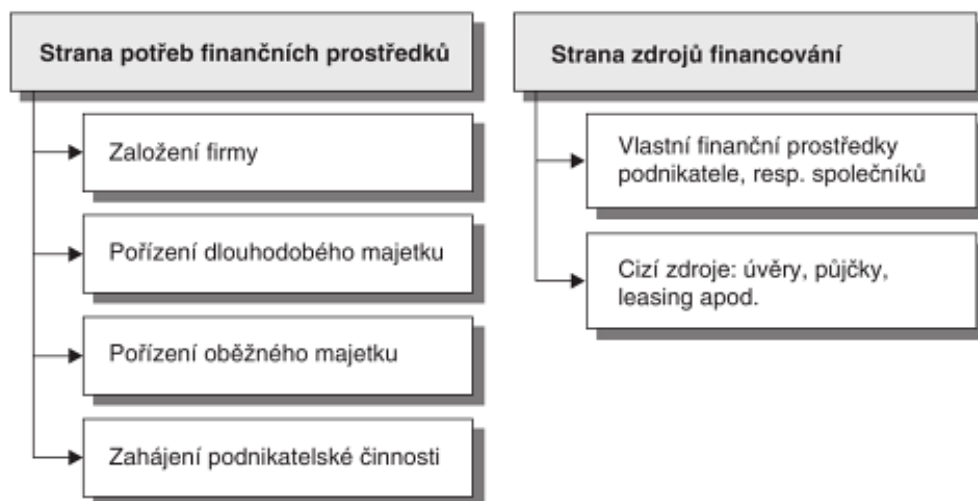 Strana potřeb finančních prostředků
Založení firmy
Pořízení dlouhodobého majetku
Pořízení oběžného majetku
Zahájení podnikatelské činnosti
Strana zdrojů financování
Vlastní finanční prostředky
podnikatele, resp. společníků
Cizí zdroje: úvěry, půjčky,
leasing apod.